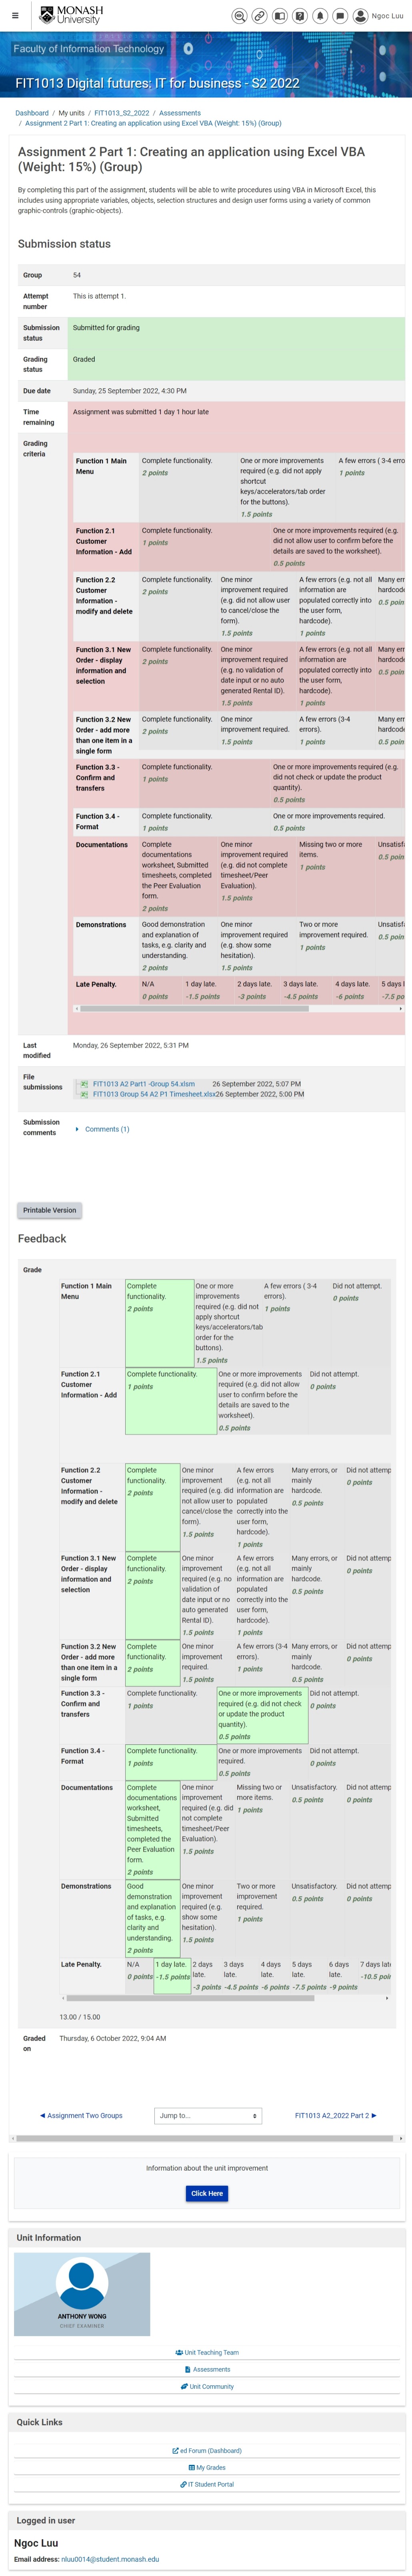 MONASH
University
Ngoc Luu
Faculty of Information Technology
FIT1013 Digital futures: IT for business - S2 2022
Dashboard / My units / FIT1013_S2_2022 / Assessments
/ Assignment 2 Part 1: Creating an application using Excel VBA (Weight: 15%) (Group)
Assignment 2 Part 1: Creating an application using Excel VBA
(Weight: 15%) (Group)
By completing this part of the assignment, students will be able to write procedures using VBA in Microsoft Excel, this
includes using appropriate variables, objects, selection structures and design user forms using a variety of common
graphic-controls (graphic-objects).
Submission status
Group 54
Attempt
number
This is attempt 1.
Submission
status
Submitted for grading
Grading
status
Graded
Due date Sunday, 25 September 2022, 4:30 PM
Time
remaining
Assignment was submitted 1 day 1 hour late
Grading
criteria
Function 1 Main
Menu
Complete functionality.
2 points
One or more improvements
required (e.g. did not apply
shortcut
keys/accelerators/tab order
for the buttons).
1.5 points
A few errors ( 3-4 erro
1 points
Function 2.1
Customer
Information - Add
Complete functionality.
1 points
One or more improvements required (e.g.
did not allow user to confirm before the
details are saved to the worksheet).
0.5 points
Function 2.2
Customer
Information -
modify and delete
Complete functionality.
2 points
One minor
improvement required
(e.g. did not allow user
to cancel/close the
form).
1.5 points
A few errors (e.g. not all
information are
populated correctly into
the user form,
hardcode).
1 points
Many err
hardcode
0.5 poin
Function 3.1 New
Order - display
information and
selection
Complete functionality.
2 points
One minor
improvement required
(e.g. no validation of
date input or no auto
generated Rental ID).
1.5 points
A few errors (e.g. not all
information are
populated correctly into
the user form,
hardcode).
1 points
Many err
hardcode
0.5 poin
Function 3.2 New
Order - add more
than one item in a
single form
Complete functionality.
2 points
One minor
improvement required.
1.5 points
A few errors (3-4
errors).
1 points
Many err
hardcode
0.5 poin
Function 3.3 -
Confirm and
transfers
Complete functionality.
1 points
One or more improvements required (e.g.
did not check or update the product
quantity).
0.5 points
Function 3.4 -
Format
Complete functionality.
1 points
One or more improvements required.
0.5 points
Documentations
Complete
documentations
worksheet, Submitted
timesheets, completed
the Peer Evaluation
form.
2 points
One minor
improvement required
(e.g. did not complete
timesheet/Peer
Evaluation).
1.5 points
Missing two or more
items.
1 points
Unsatisfa
0.5 poin
Demonstrations
Good demonstration
and explanation of
tasks, e.g. clarity and
understanding.
2 points
One minor
improvement required
(e.g. show some
hesitation).
1.5 points
Two or more
improvement required.
1 points
Unsatisfa
0.5 poin
Late Penalty.
N/A
0 points
1 day late.
-1.5 points
2 days late.
-3 points
3 days late.
-4.5 points
4 days late.
-6 points
5 days l
-7.5 po
Last
modified
Monday, 26 September 2022, 5:31 PM
File
submissions
FIT1013 A2 Part1 -Group 54.xlsm 26 September 2022, 5:07 PM
FIT1013 Group 54 A2 P1 Timesheet.xlsx26 September 2022, 5:00 PM
Submission
comments
Comments (1)
Printable Version
Feedback
Grade
Function 1 Main
Menu
Complete
functionality.
2 points
One or more
improvements
required (e.g. did not
apply shortcut
keys/accelerators/tab
order for the
buttons).
1.5 points
A few errors ( 3-4
errors).
1 points
Did not attempt.
0 points
Function 2.1
Customer
Information - Add
Complete functionality.
1 points
One or more improvements
required (e.g. did not allow
user to confirm before the
details are saved to the
worksheet).
0.5 points
Did not attempt.
0 points
Function 2.2
Customer
Information -
modify and delete
Complete
functionality.
2 points
One minor
improvement
required (e.g. did
not allow user to
cancel/close the
form).
1.5 points
A few errors
(e.g. not all
information are
populated
correctly into the
user form,
hardcode).
1 points
Many errors, or
mainly
hardcode.
0.5 points
Did not attemp
0 points
Function 3.1 New
Order - display
information and
selection
Complete
functionality.
2 points
One minor
improvement
required (e.g. no
validation of
date input or no
auto generated
Rental ID).
1.5 points
A few errors
(e.g. not all
information are
populated
correctly into the
user form,
hardcode).
1 points
Many errors, or
mainly
hardcode.
0.5 points
Did not attemp
0 points
Function 3.2 New
Order - add more
than one item in a
single form
Complete
functionality.
2 points
One minor
improvement
required.
1.5 points
A few errors (3-4
errors).
1 points
Many errors, or
mainly
hardcode.
0.5 points
Did not attemp
0 points
Function 3.3 -
Confirm and
transfers
Complete functionality.
1 points
One or more improvements
required (e.g. did not check
or update the product
quantity).
0.5 points
Did not attempt.
0 points
Function 3.4 -
Format
Complete functionality.
1 points
One or more improvements
required.
0.5 points
Did not attempt.
0 points
Documentations
Complete
documentations
worksheet,
Submitted
timesheets,
completed the
Peer Evaluation
form.
2 points
One minor
improvement
required (e.g. did
not complete
timesheet/Peer
Evaluation).
1.5 points
Missing two or
more items.
1 points
Unsatisfactory.
0.5 points
Did not attemp
0 points
Demonstrations
Good
demonstration
and explanation
of tasks, e.g.
clarity and
understanding.
2 points
One minor
improvement
required (e.g.
show some
hesitation).
1.5 points
Two or more
improvement
required.
1 points
Unsatisfactory.
0.5 points
Did not attemp
0 points
Late Penalty.
N/A
0 points
1 day late.
-1.5 points
2 days
late.
-3 points
3 days
late.
-4.5 points
4 days
late.
-6 points
5 days
late.
-7.5 points
6 days
late.
-9 points
7 days late
-10.5 poin
13.00 / 15.00
Graded
on
Thursday, 6 October 2022, 9:04 AM
◄ Assignment Two Groups
Jump to...
FIT1013 A2_2022 Part 2 ►
Information about the unit improvement
Click Here
Unit Information
ANTHONY WONG
CHIEF EXAMINER
Unit Teaching Team
Assessments
Unit Community
Quick Links
ed Forum (Dashboard)
My Grades
IT Student Portal
Logged in user
Ngoc Luu
Email address: nluu0014@student.monash.edu